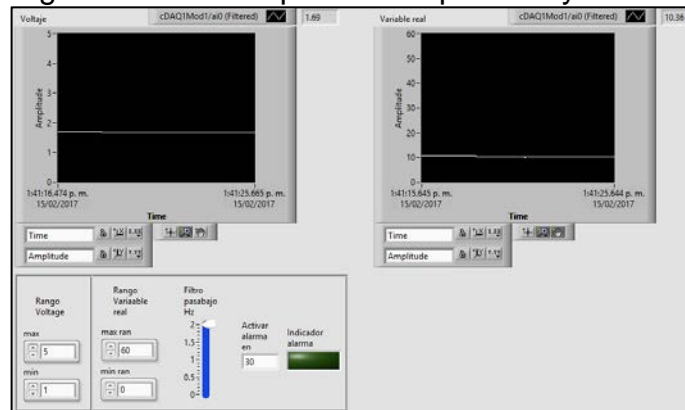 Voltaje
cDAQ1Mod1/ai0 (Filtered)
1.69
5
4
3
2
1
0
Amplitude
1:41:16.474 p. m.
15/02/2017
1:41:25.665 p. m.
15/02/2017
Time
Time
Amplitude
Variable real
cDAQ1Mod1/ai0 (Filtered)
10.36
60
50
40
30
20
10
0
Amplitude
1:41:15.645 p. m.
15/02/2017
1:41:25.644 p. m.
15/02/2017
Time
Time
Amplitude
Rango
Voltage
max
5
min
1
Rango
Variaable
real
max ran
60
min ran
0
Filtro
pasabajo
Hz
2
1.5
1
0.5
0
Activar
alarma
en
30
Indicador
alarma